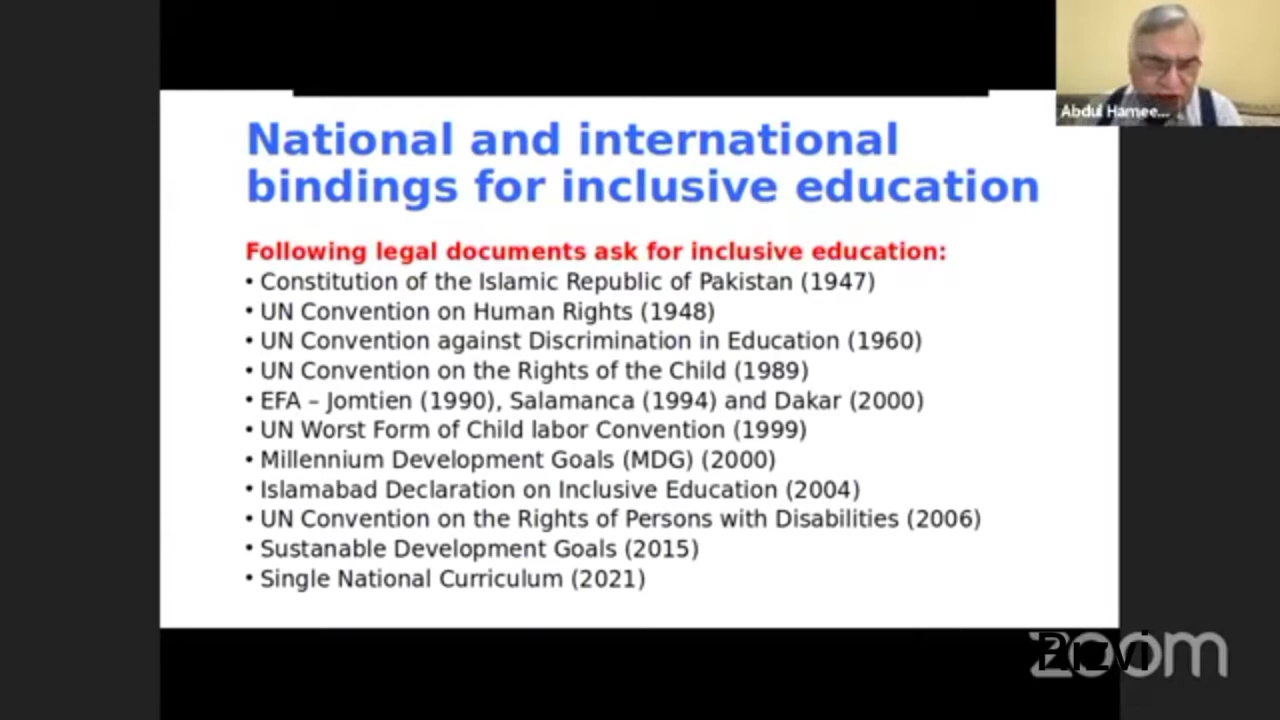 Abdul Hamee...
National and international
bindings for inclusive education
Following legal documents ask for inclusive education:
• Constitution of the Islamic Republic of Pakistan (1947)
• UN Convention on Human Rights (1948)
• UN Convention against Discrimination in Education (1960)
• UN Convention on the Rights of the Child (1989)
• EFA – Jomtien (1990), Salamanca (1994) and Dakar (2000)
• UN Worst Form of Child labor Convention (1999)
• Millennium Development Goals (MDG) (2000)
• Islamabad Declaration on Inclusive Education (2004)
• UN Convention on the Rights of Persons with Disabilities (2006)
• Sustanable Development Goals (2015)
• Single National Curriculum (2021)
zoom